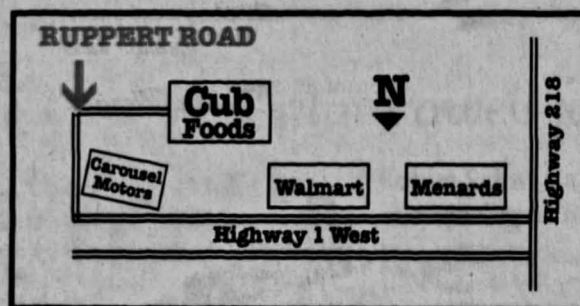 RUPPERT ROAD
Cub
Foods
N
Carousel
Motors
Walmart
Menards
Highway 218
Highway 1 West